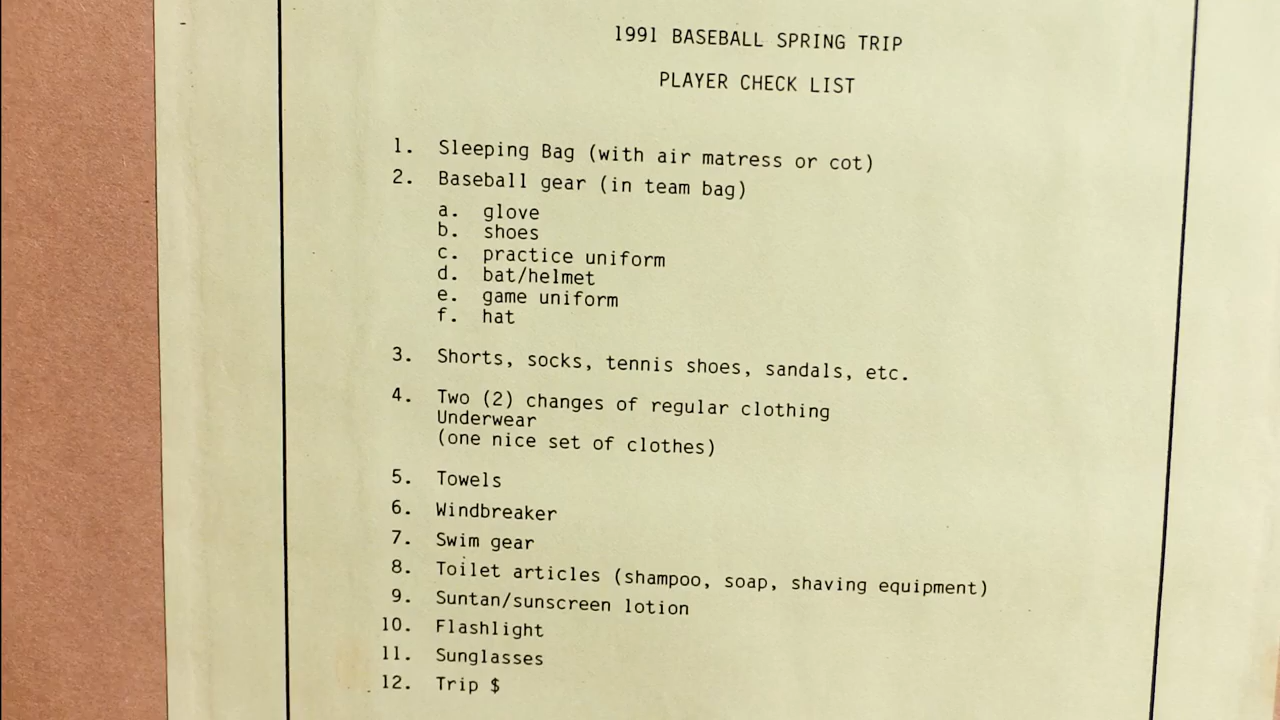 1991 BASEBALL SPRING TRIP
PLAYER CHECK LIST
1. Sleeping Bag (with air matress or cot)
2. Baseball gear (in team bag)
a. glove
b. shoes
c. practice uniform
d. bat/helmet
e. game uniform
f. hat
3. Shorts, socks, tennis shoes, sandals, etc.
4. Two (2) changes of regular clothing
Underwear
(one nice set of clothes)
5. Towels
6. Windbreaker
7. Swim gear
8. Toilet articles (shampoo, soap, shaving equipment)
9. Suntan/sunscreen lotion
10. Flashlight
11. Sunglasses
12. Trip $